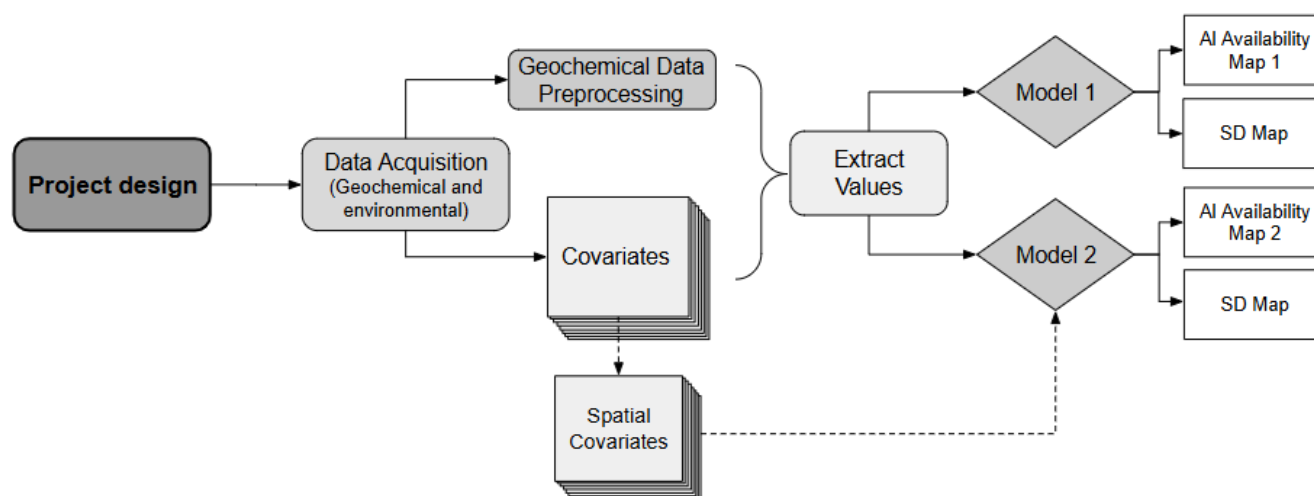 Project design
Data Acquisition
(Geochemical and
environmental)
Geochemical Data
Preprocessing
Covariates
Spatial
Covariates
Extract
Values
Model 1
Model 2
Al Availability
Map 1
SD Map
Al Availability
Map 2
SD Map